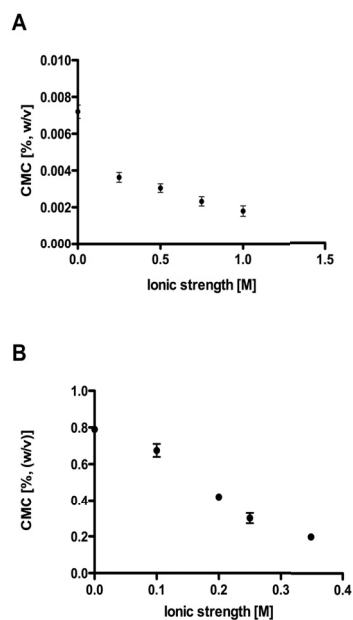 A
CMC [%, w/v]
0.010
0.008
0.006
0.004
0.002
0.000
0.0 0.5 1.0 1.5
Ionic strength [M]
B
CMC [%, (w/v)]
1.0
0.8
0.6
0.4
0.2
0.0
0.0 0.1 0.2 0.3 0.4
Ionic strength [M]